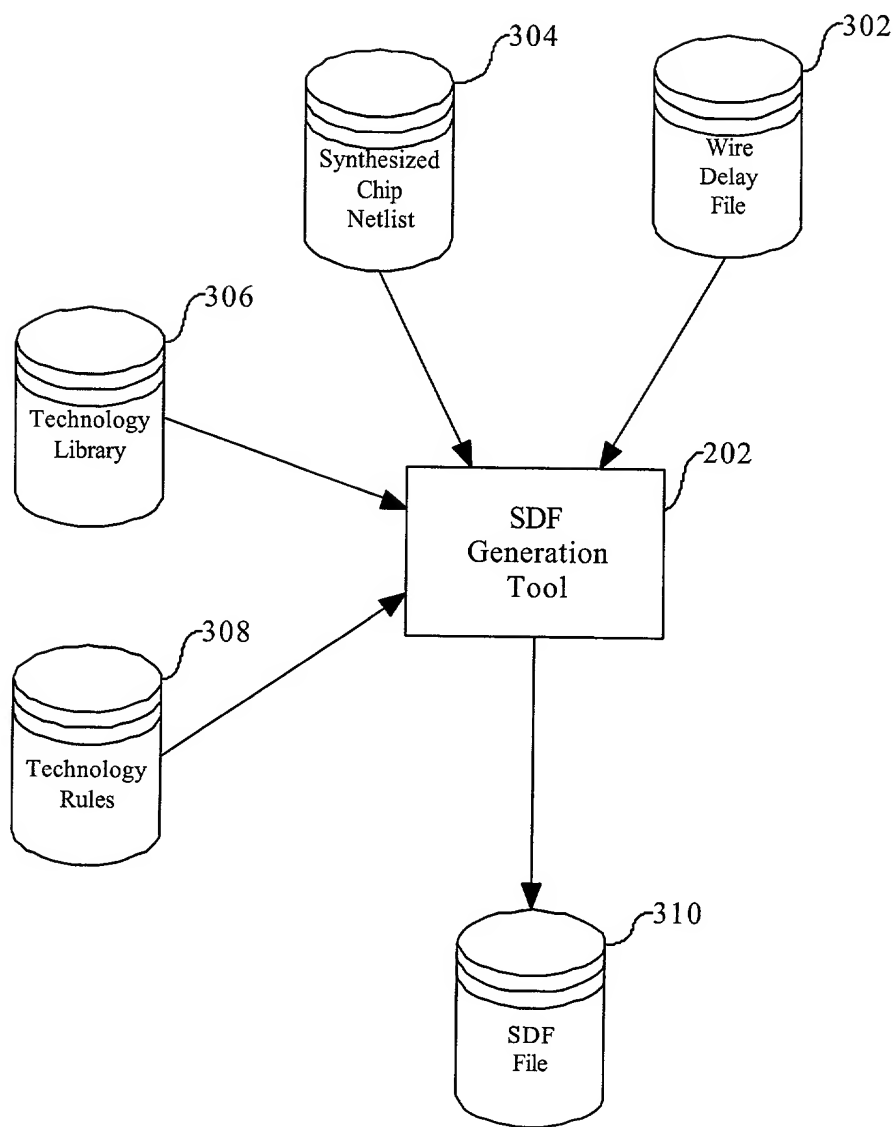 304
302
Synthesized
Chip
Netlist
Wire
Delay
File
306
Technology
Library
202
SDF
Generation
Tool
308
Technology
Rules
310
SDF
File